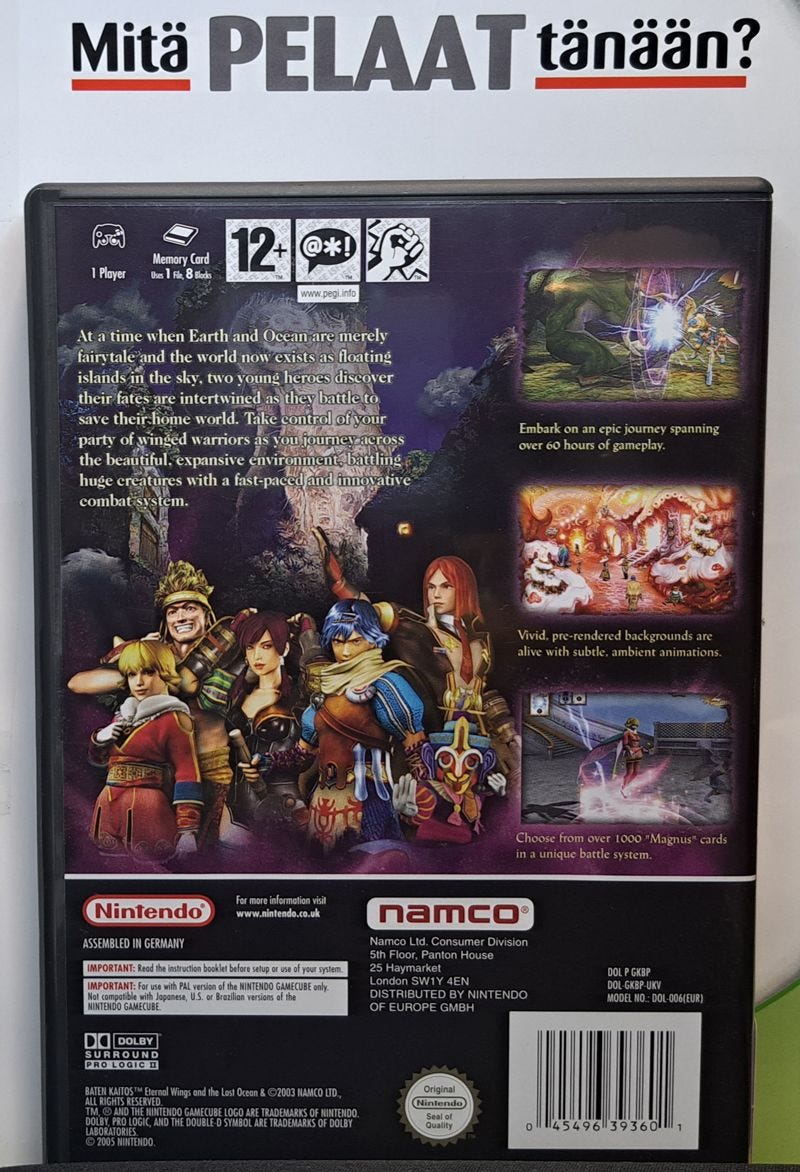 Mitä PELAAT tänään?
1 Player
Memory Card
Uses 1 File, 8 Blocks
12+
@*!
www.pegi.info
At a time when Earth and Ocean are merely
fairytale and the world now exists as floating
islands in the sky, two young heroes discover
their fates are intertwined as they battle to
save their home world. Take control of your
party of winged warriors as you journey across
the beautiful, expansive environment, battling
huge creatures with a fast-paced and innovative
combat system.
Embark on an epic journey spanning
over 60 hours of gameplay.
Vivid, pre-rendered backgrounds are
alive with subtle, ambient animations.
Choose from over 1000 "Magnus" cards
in a unique battle system.
Nintendo®
For more information visit
www.nintendo.co.uk
ASSEMBLED IN GERMANY
IMPORTANT: Read the instruction booklet before setup or use of your system.
IMPORTANT: For use with PAL version of the NINTENDO GAMECUBE only.
Not compatible with Japanese, U.S. or Brazilian versions of the
NINTENDO GAMECUBE.
namco®
Namco Ltd. Consumer Division
5th Floor, Panton House
25 Haymarket
London SW1Y 4EN
DISTRIBUTED BY NINTENDO
OF EUROPE GMBH
DOL P GKBP
DOL-GKBP-UKV
MODEL NO.: DOL-006(EUR)
DOLBY
SURROUND
PRO LOGIC II
BATEN KAITOS™ Eternal Wings and the Lost Ocean & ©2003 NAMCO LTD.,
ALL RIGHTS RESERVED.
TM, ® AND THE NINTENDO GAMECUBE LOGO ARE TRADEMARKS OF NINTENDO.
DOLBY, PRO LOGIC, AND THE DOUBLE-D SYMBOL ARE TRADEMARKS OF DOLBY
LABORATORIES.
© 2005 NINTENDO.
Original
Nintendo
Seal of
Quality
0 45496 39360 1